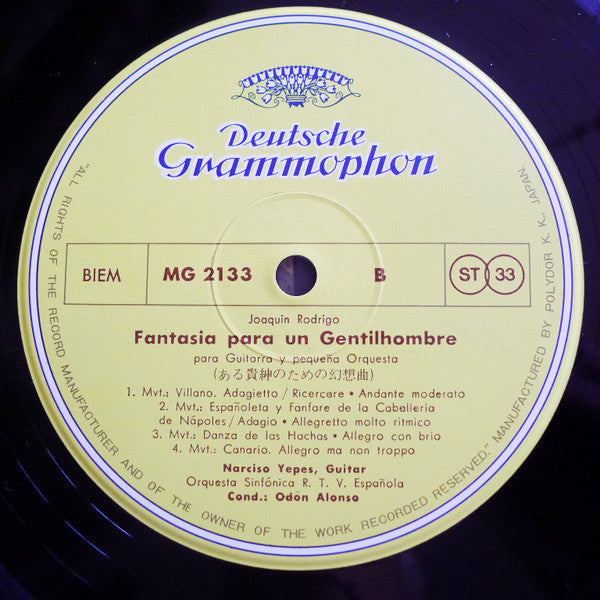 Deutsche
Grammophon
BIEM MG 2133 B ST 33
Joaquin Rodrigo
Fantasia para un Gentilhombre
para Guitarra y pequeña Orquesta
(ある貴紳のための幻想曲)
1. Mvt.: Villano. Adagietto / Ricercare • Andante moderato
2. Mvt.: Españoleta y Fanfare de la Caballeria
de Nápoles / Adagio • Allegretto molto ritmico
3. Mvt.: Danza de las Hachas • Allegro con brio
4. Mvt.: Canario. Allegro ma non troppo
Narciso Yepes, Guitar
Orquesta Sinfónica R. T. V. Española
Cond.: Odón Alonso
"ALL RIGHTS OF THE RECORD MANUFACTURER AND OF THE OWNER OF THE WORK RECORDED RESERVED." MANUFACTURED BY POLYDOR K. K., JAPAN.